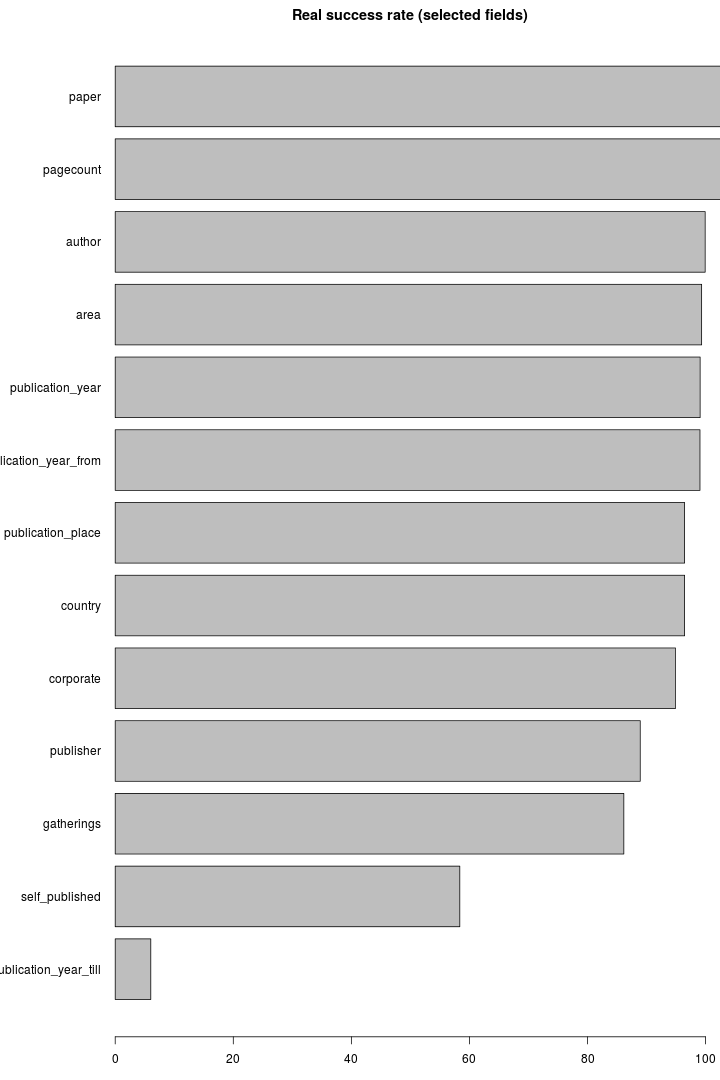 Real success rate (selected fields)
paper
pagecount
author
area
publication_year
lication_year_from
publication_place
country
corporate
publisher
gatherings
self_published
ublication_year_till
0 20 40 60 80 100